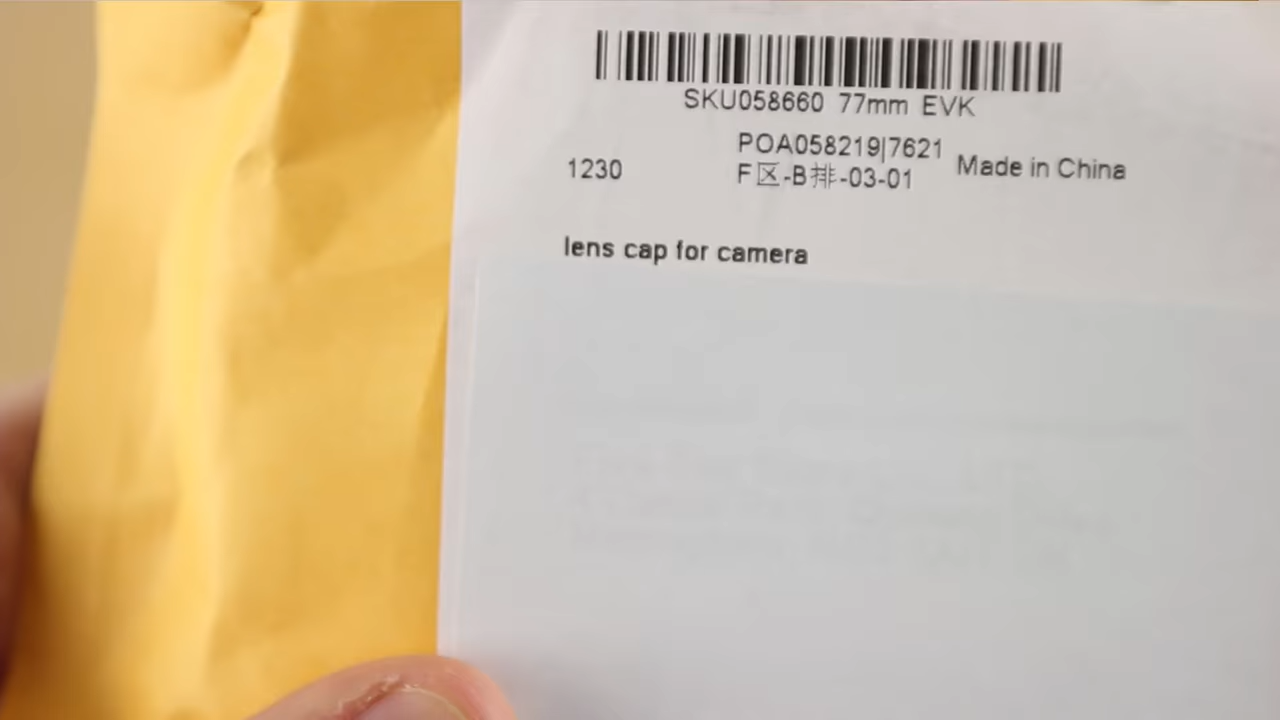 SKU058660 77mm EVK
POA058219|7621
1230
F区-B排-03-01
Made in China
lens cap for camera